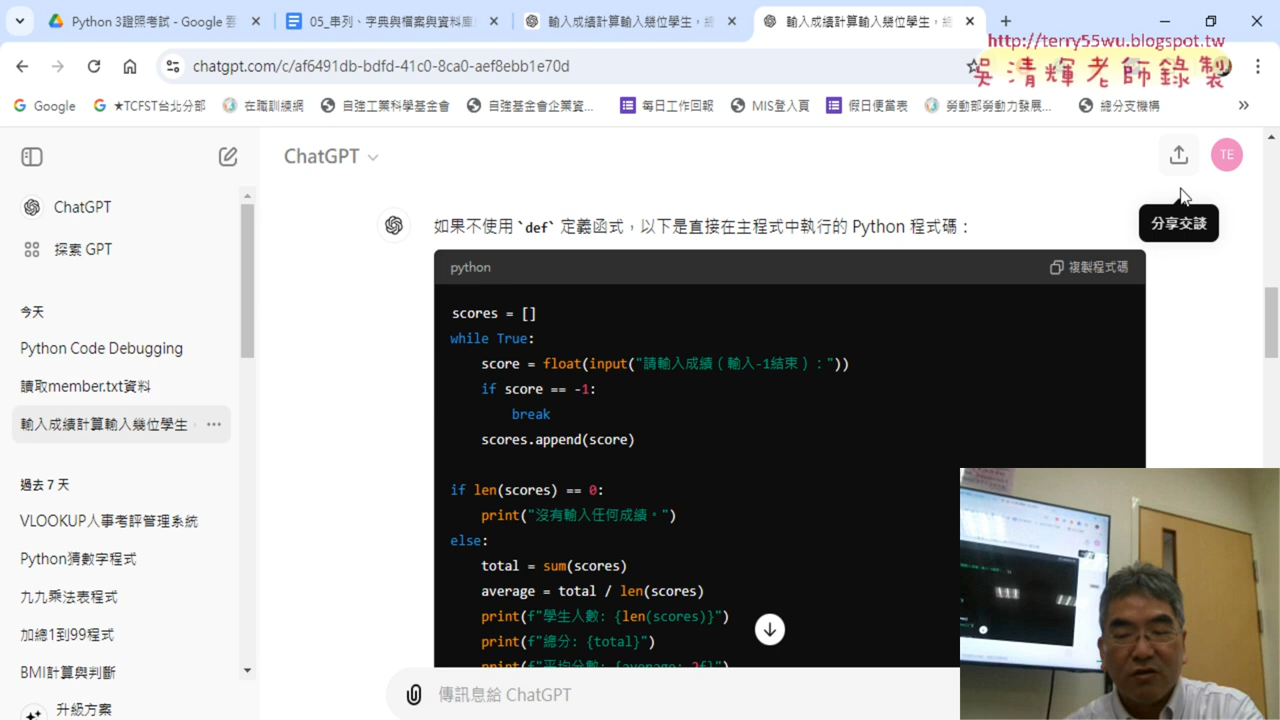 Python 3證照考試 - Google 雲
05_串列、字典與檔案與資料庫
輸入成績計算輸入幾位學生，總
輸入成績計算輸入幾位學生，總
http://terry55wu.blogspot.tw
chatgpt.com/c/af6491db-bdfd-41c0-8ca0-aef8ebb1e70d
吳清輝老師錄製
Google
★TCFST台北分部
在職訓練網
自強工業科學基金會
自強基金會企業資...
每日工作回報
MIS登入頁
假日便當表
勞動部勞動力發展...
總分支機構
ChatGPT
TE
ChatGPT
分享交談
探索 GPT
今天
Python Code Debugging
讀取member.txt資料
輸入成績計算輸入幾位學生，
過去 7 天
VLOOKUP人事考評管理系統
Python猜數字程式
九九乘法表程式
加總1到99程式
BMI計算與判斷
升級方案
如果不使用 `def` 定義函式，以下是直接在主程式中執行的 Python 程式碼：
python
複製程式碼
scores = []
while True:
score = float(input("請輸入成績（輸入-1結束）："))
if score == -1:
break
scores.append(score)
if len(scores) == 0:
print("沒有輸入任何成績。")
else:
total = sum(scores)
average = total / len(scores)
print(f"學生人數: {len(scores)}")
print(f"總分: {total}")
print(f"平均分數: {average:.2f}")
傳訊息給 ChatGPT